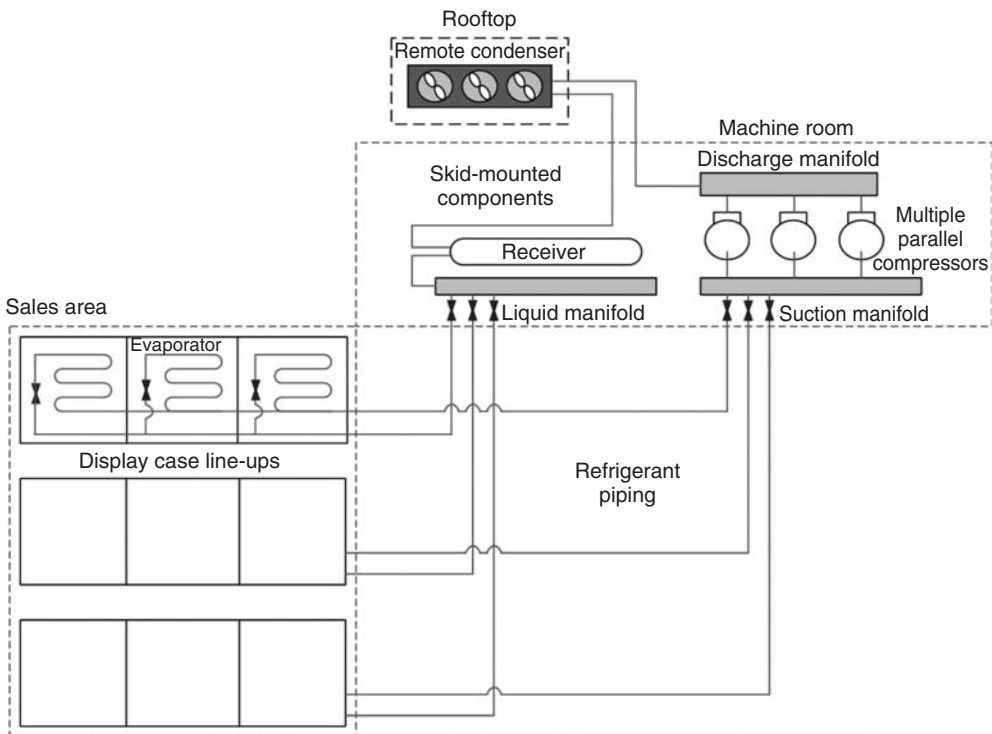 Rooftop
Remote condenser
Machine room
Discharge manifold
Skid-mounted
components
Multiple
parallel
compressors
Receiver
Sales area
Liquid manifold
Suction manifold
Evaporator
Display case line-ups
Refrigerant
piping